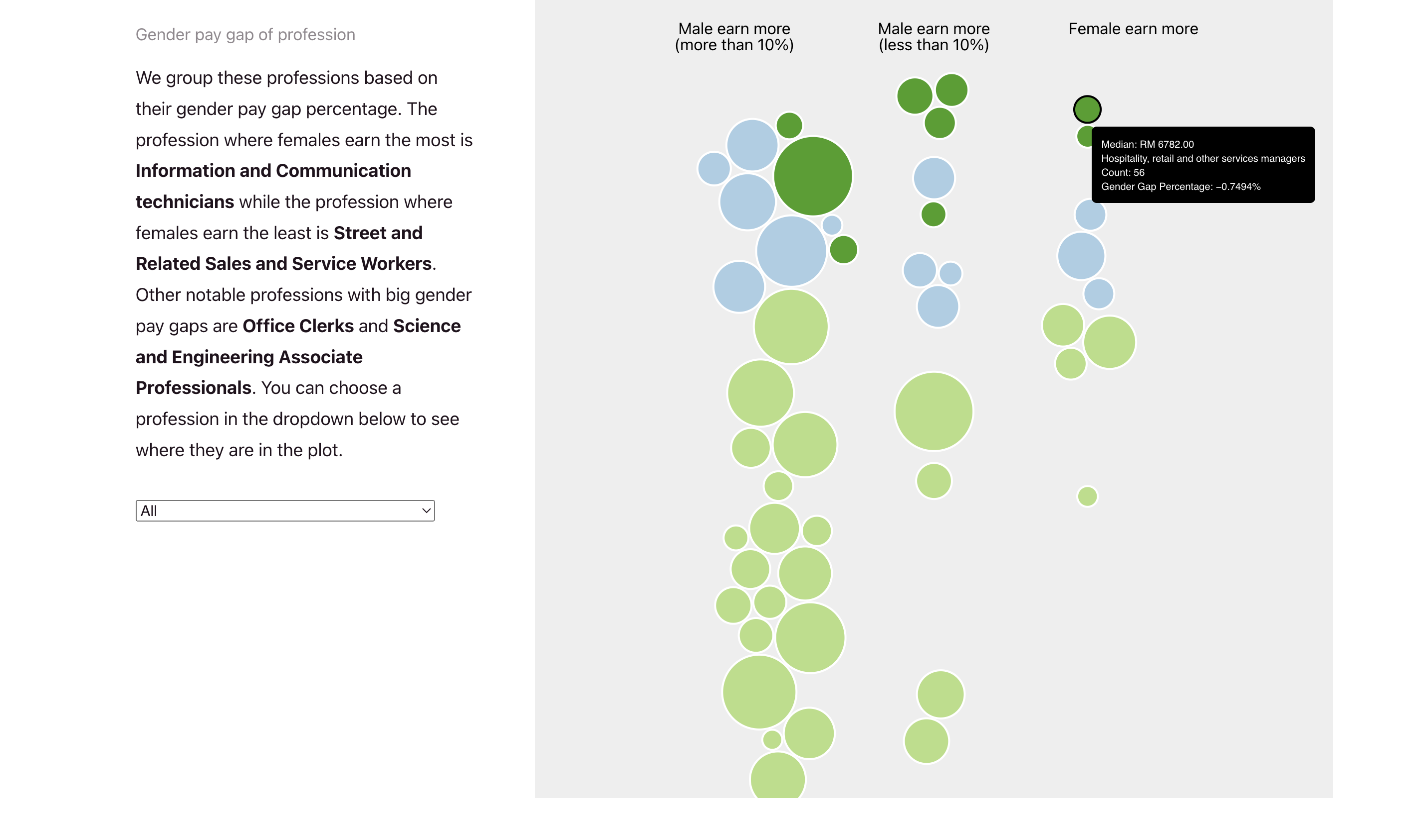 Gender pay gap of profession
We group these professions based on
their gender pay gap percentage. The
profession where females earn the most is
Information and Communication
technicians while the profession where
females earn the least is Street and
Related Sales and Service Workers.
Other notable professions with big gender
pay gaps are Office Clerks and Science
and Engineering Associate
Professionals. You can choose a
profession in the dropdown below to see
where they are in the plot.
All
Male earn more
(more than 10%)
Male earn more
(less than 10%)
Female earn more
Median: RM 6782.00
Hospitality, retail and other services managers
Count: 56
Gender Gap Percentage: −0.7494%